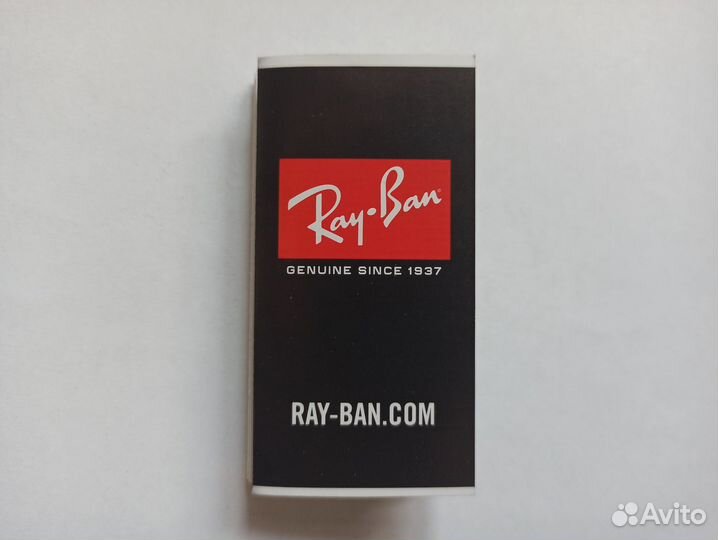 Ray-Ban
GENUINE SINCE 1937
RAY-BAN.COM
Avito